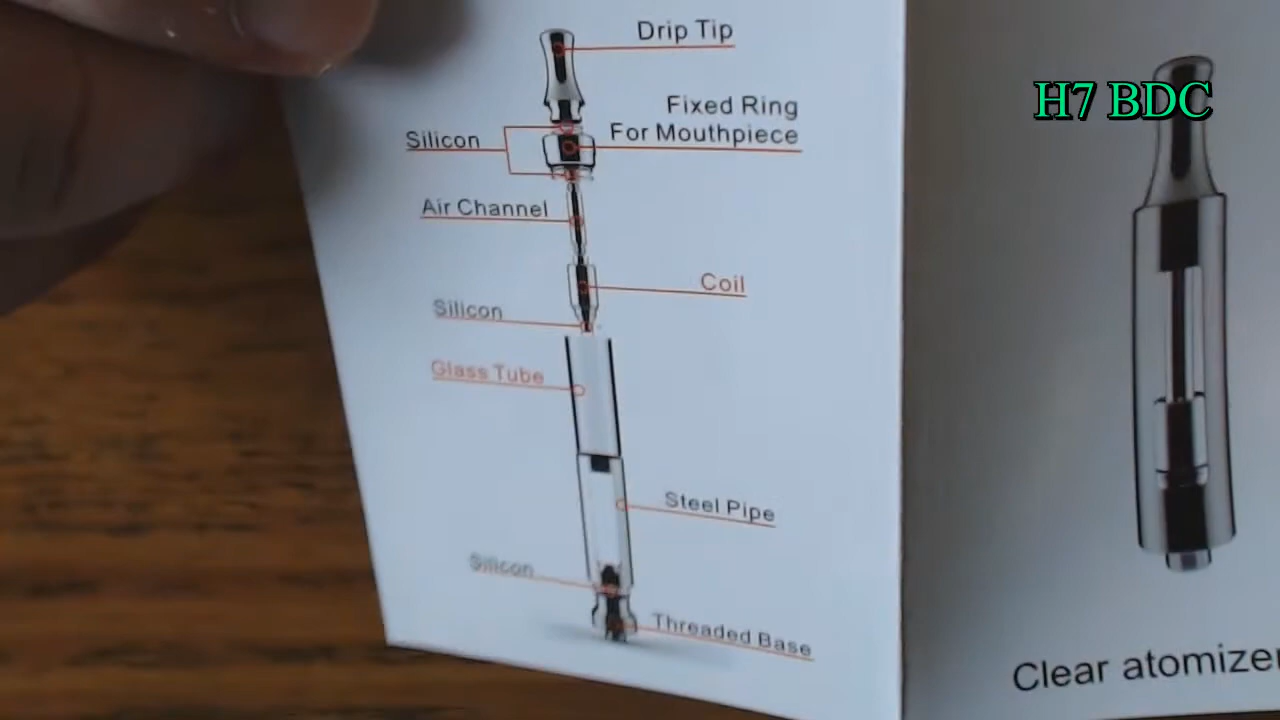 Drip Tip
Fixed Ring
For Mouthpiece
Silicon
Air Channel
Coil
Silicon
Glass Tube
Steel Pipe
Silicon
Threaded Base
H7 BDC
Clear atomizer